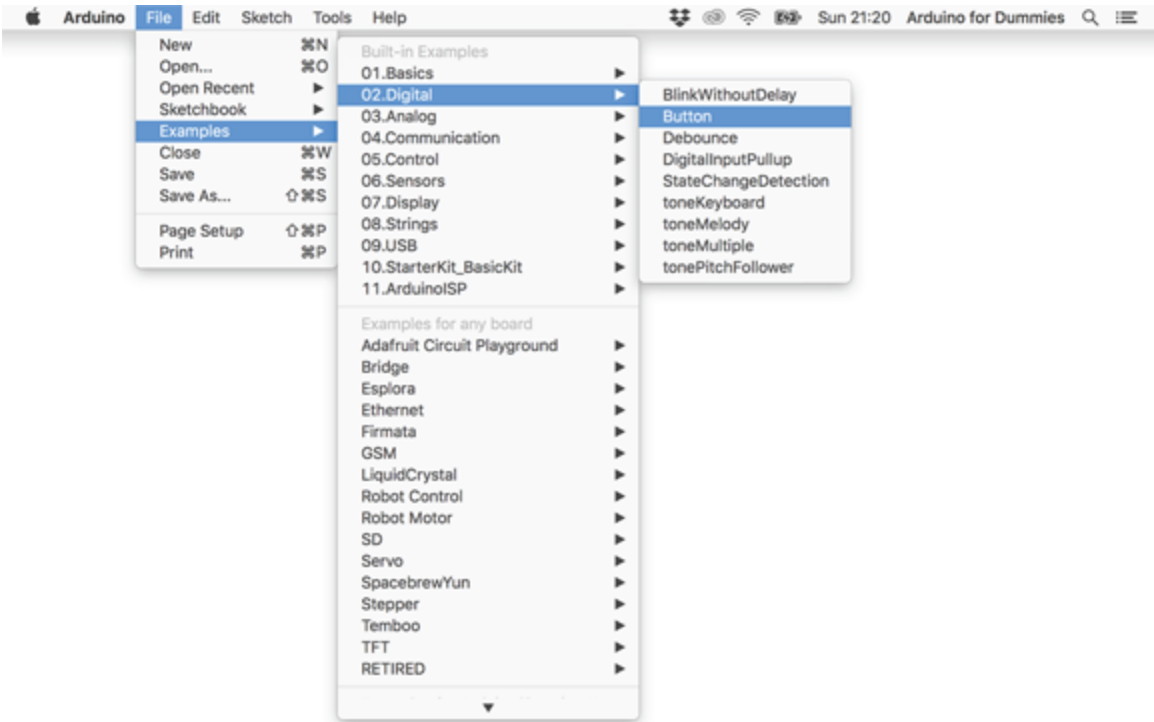 Arduino File Edit Sketch Tools Help Sun 21:20 Arduino for Dummies
New ⌘N
Open... ⌘O
Open Recent ▶
Sketchbook ▶
Examples ▶
Close ⌘W
Save ⌘S
Save As... ⇧⌘S
Page Setup ⇧⌘P
Print ⌘P
Built-in Examples
01.Basics ▶
02.Digital ▶
03.Analog ▶
04.Communication ▶
05.Control ▶
06.Sensors ▶
07.Display ▶
08.Strings ▶
09.USB ▶
10.StarterKit_BasicKit ▶
11.ArduinoISP ▶
Examples for any board
Adafruit Circuit Playground ▶
Bridge ▶
Esplora ▶
Ethernet ▶
Firmata ▶
GSM ▶
LiquidCrystal ▶
Robot Control ▶
Robot Motor ▶
SD ▶
Servo ▶
SpacebrewYun ▶
Stepper ▶
Temboo ▶
TFT ▶
RETIRED ▶
▼
BlinkWithoutDelay
Button
Debounce
DigitalInputPullup
StateChangeDetection
toneKeyboard
toneMelody
toneMultiple
tonePitchFollower